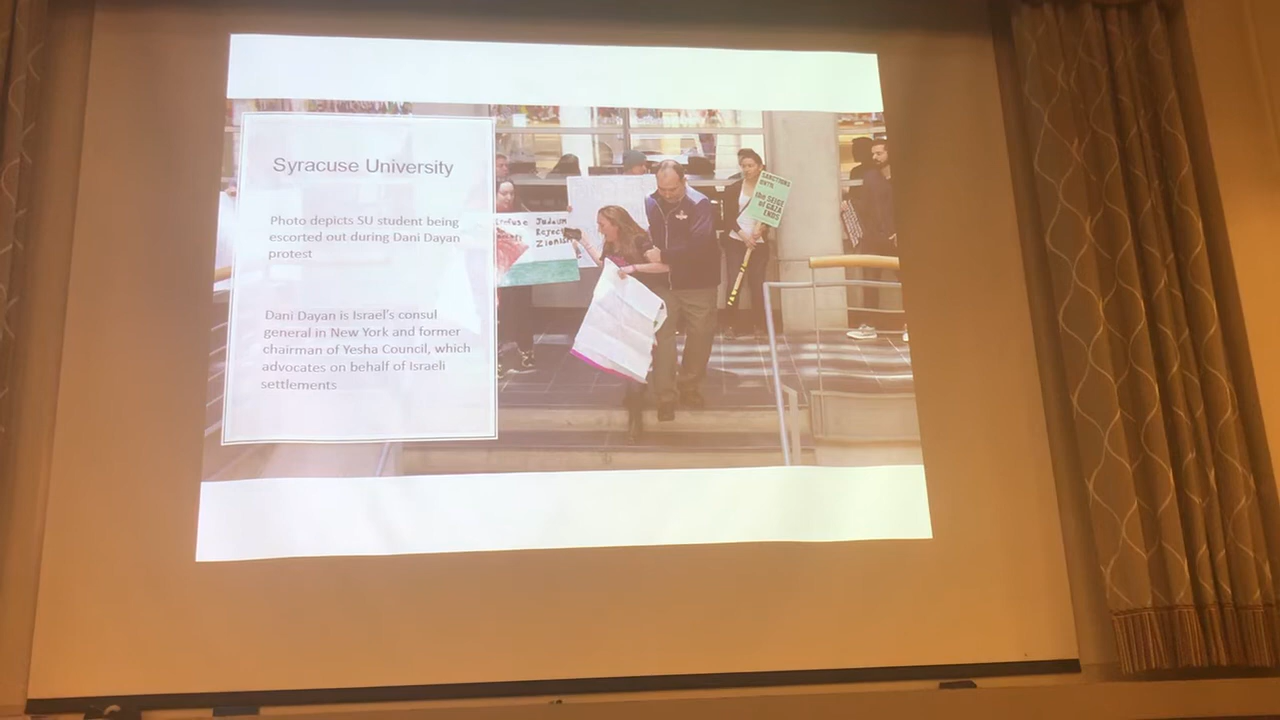 Syracuse University
Photo depicts SU student being
escorted out during Dani Dayan
protest
Dani Dayan is Israel's consul
general in New York and former
chairman of Yesha Council, which
advocates on behalf of Israeli
settlements
Judaism
Rejects
Zionism
SANCTIONS
UNTIL
the SEIGE
of GAZA
ENDS